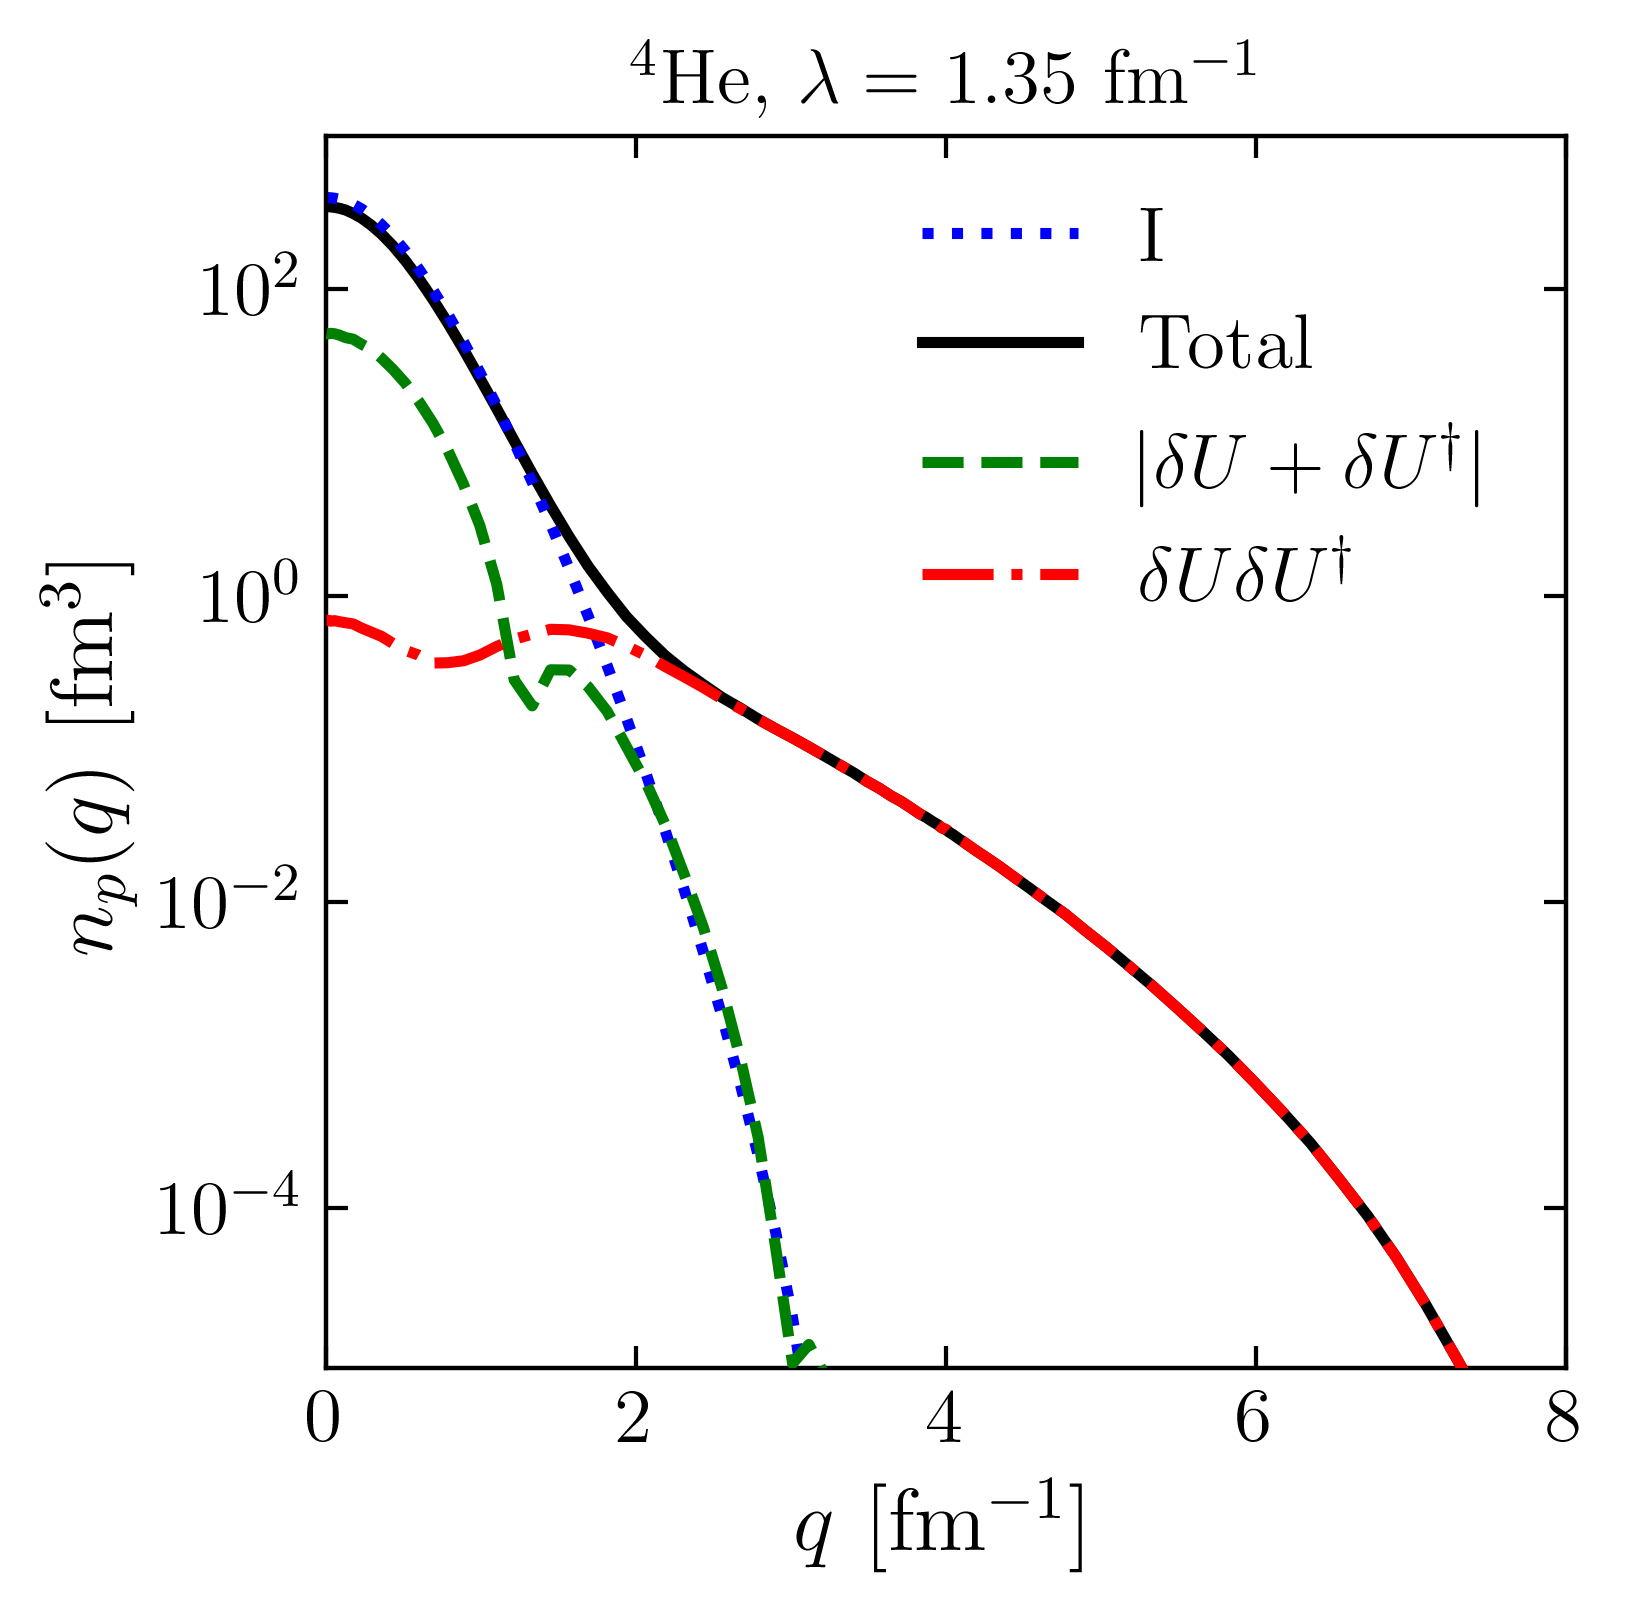 ⁴He, λ = 1.35 fm⁻¹
I
Total
|δU + δU†|
δUδU†
n_p(q) [fm³]
10²
10⁰
10⁻²
10⁻⁴
0 2 4 6 8
q [fm⁻¹]